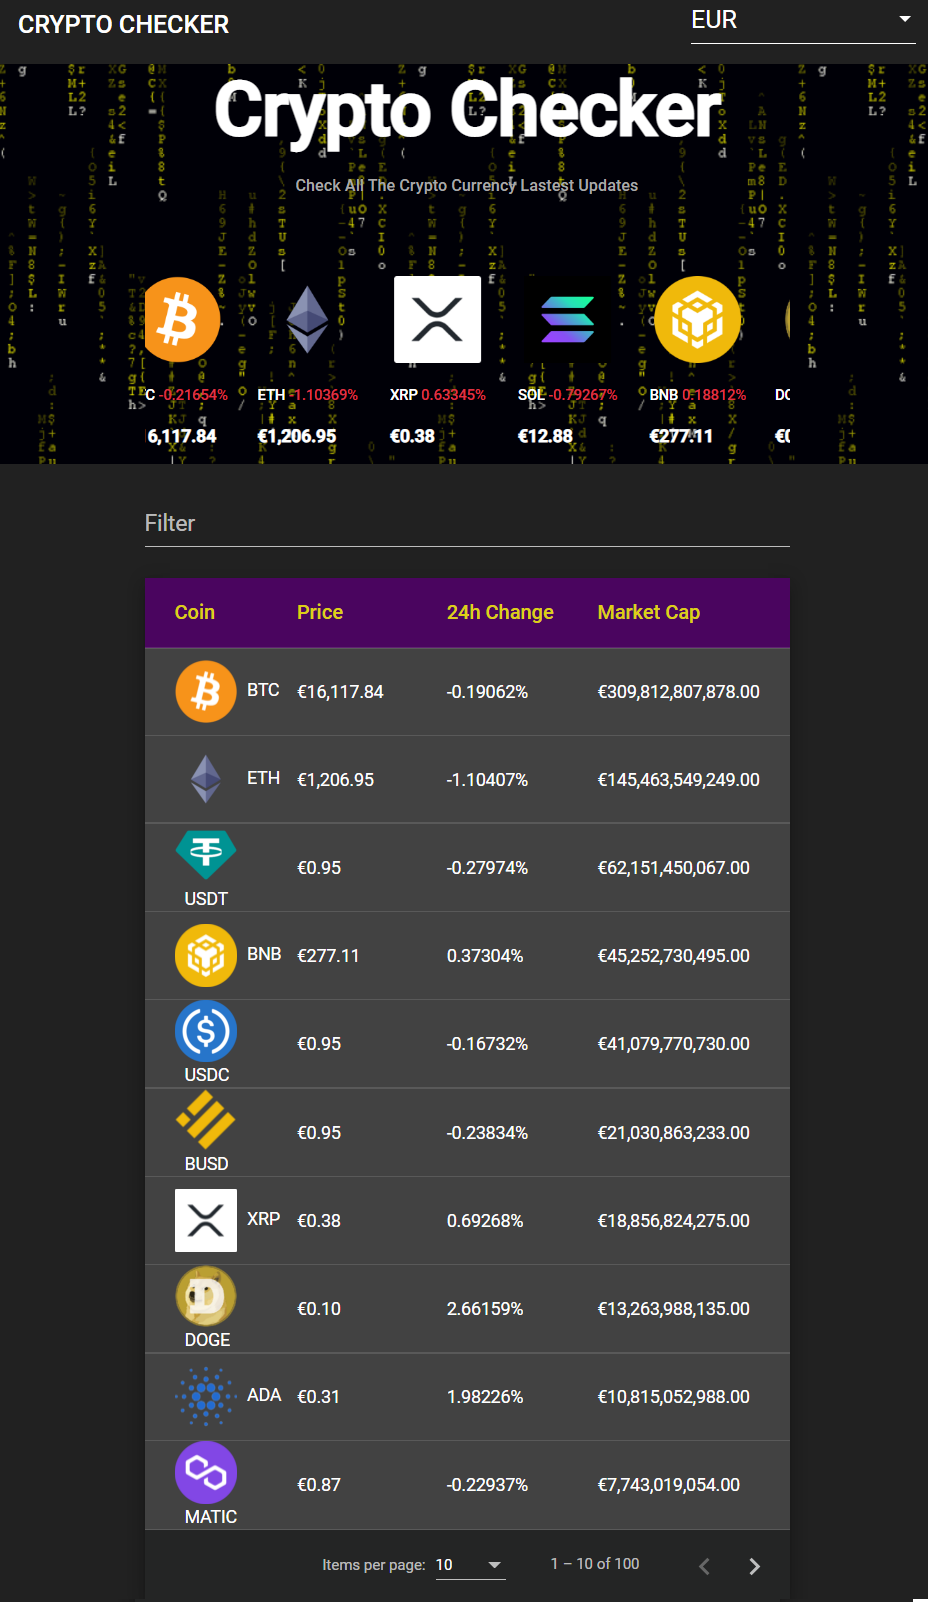 CRYPTO CHECKER
EUR
Crypto Checker
Check All The Crypto Currency Lastest Updates
C -0.21654% ETH -1.10369% XRP 0.63345% SOL -0.79267% BNB 0.18812%
6,117.84 €1,206.95 €0.38 €12.88 €277.11
Filter
Coin Price 24h Change Market Cap
BTC €16,117.84 -0.19062% €309,812,807,878.00
ETH €1,206.95 -1.10407% €145,463,549,249.00
USDT €0.95 -0.27974% €62,151,450,067.00
BNB €277.11 0.37304% €45,252,730,495.00
USDC €0.95 -0.16732% €41,079,770,730.00
BUSD €0.95 -0.23834% €21,030,863,233.00
XRP €0.38 0.69268% €18,856,824,275.00
DOGE €0.10 2.66159% €13,263,988,135.00
ADA €0.31 1.98226% €10,815,052,988.00
MATIC €0.87 -0.22937% €7,743,019,054.00
Items per page: 10 1 – 10 of 100